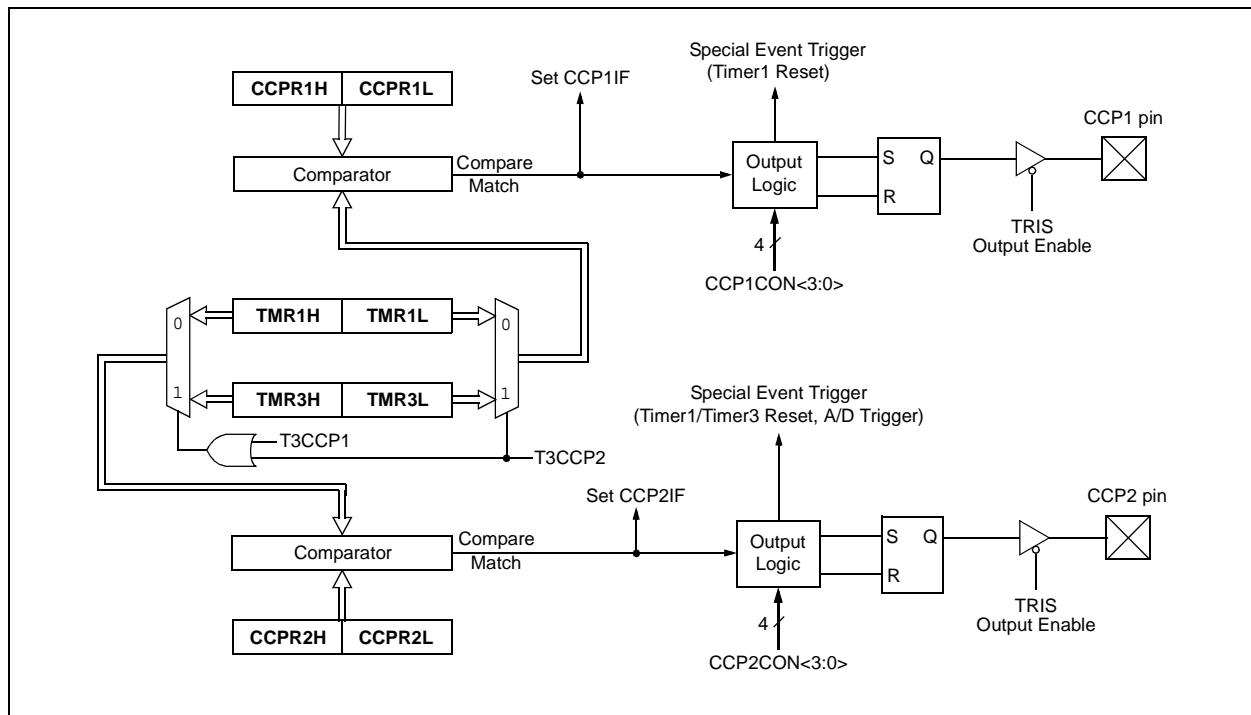 Special Event Trigger
(Timer1 Reset)
Set CCP1IF
CCPR1H CCPR1L
CCP1 pin
Comparator
Compare
Match
Output
Logic
S Q
R
TRIS
Output Enable
4
CCP1CON<3:0>
0 TMR1H TMR1L 0
1 TMR3H TMR3L 1
T3CCP1
T3CCP2
Special Event Trigger
(Timer1/Timer3 Reset, A/D Trigger)
Set CCP2IF
CCP2 pin
Comparator
Compare
Match
Output
Logic
S Q
R
TRIS
Output Enable
4
CCPR2H CCPR2L
CCP2CON<3:0>